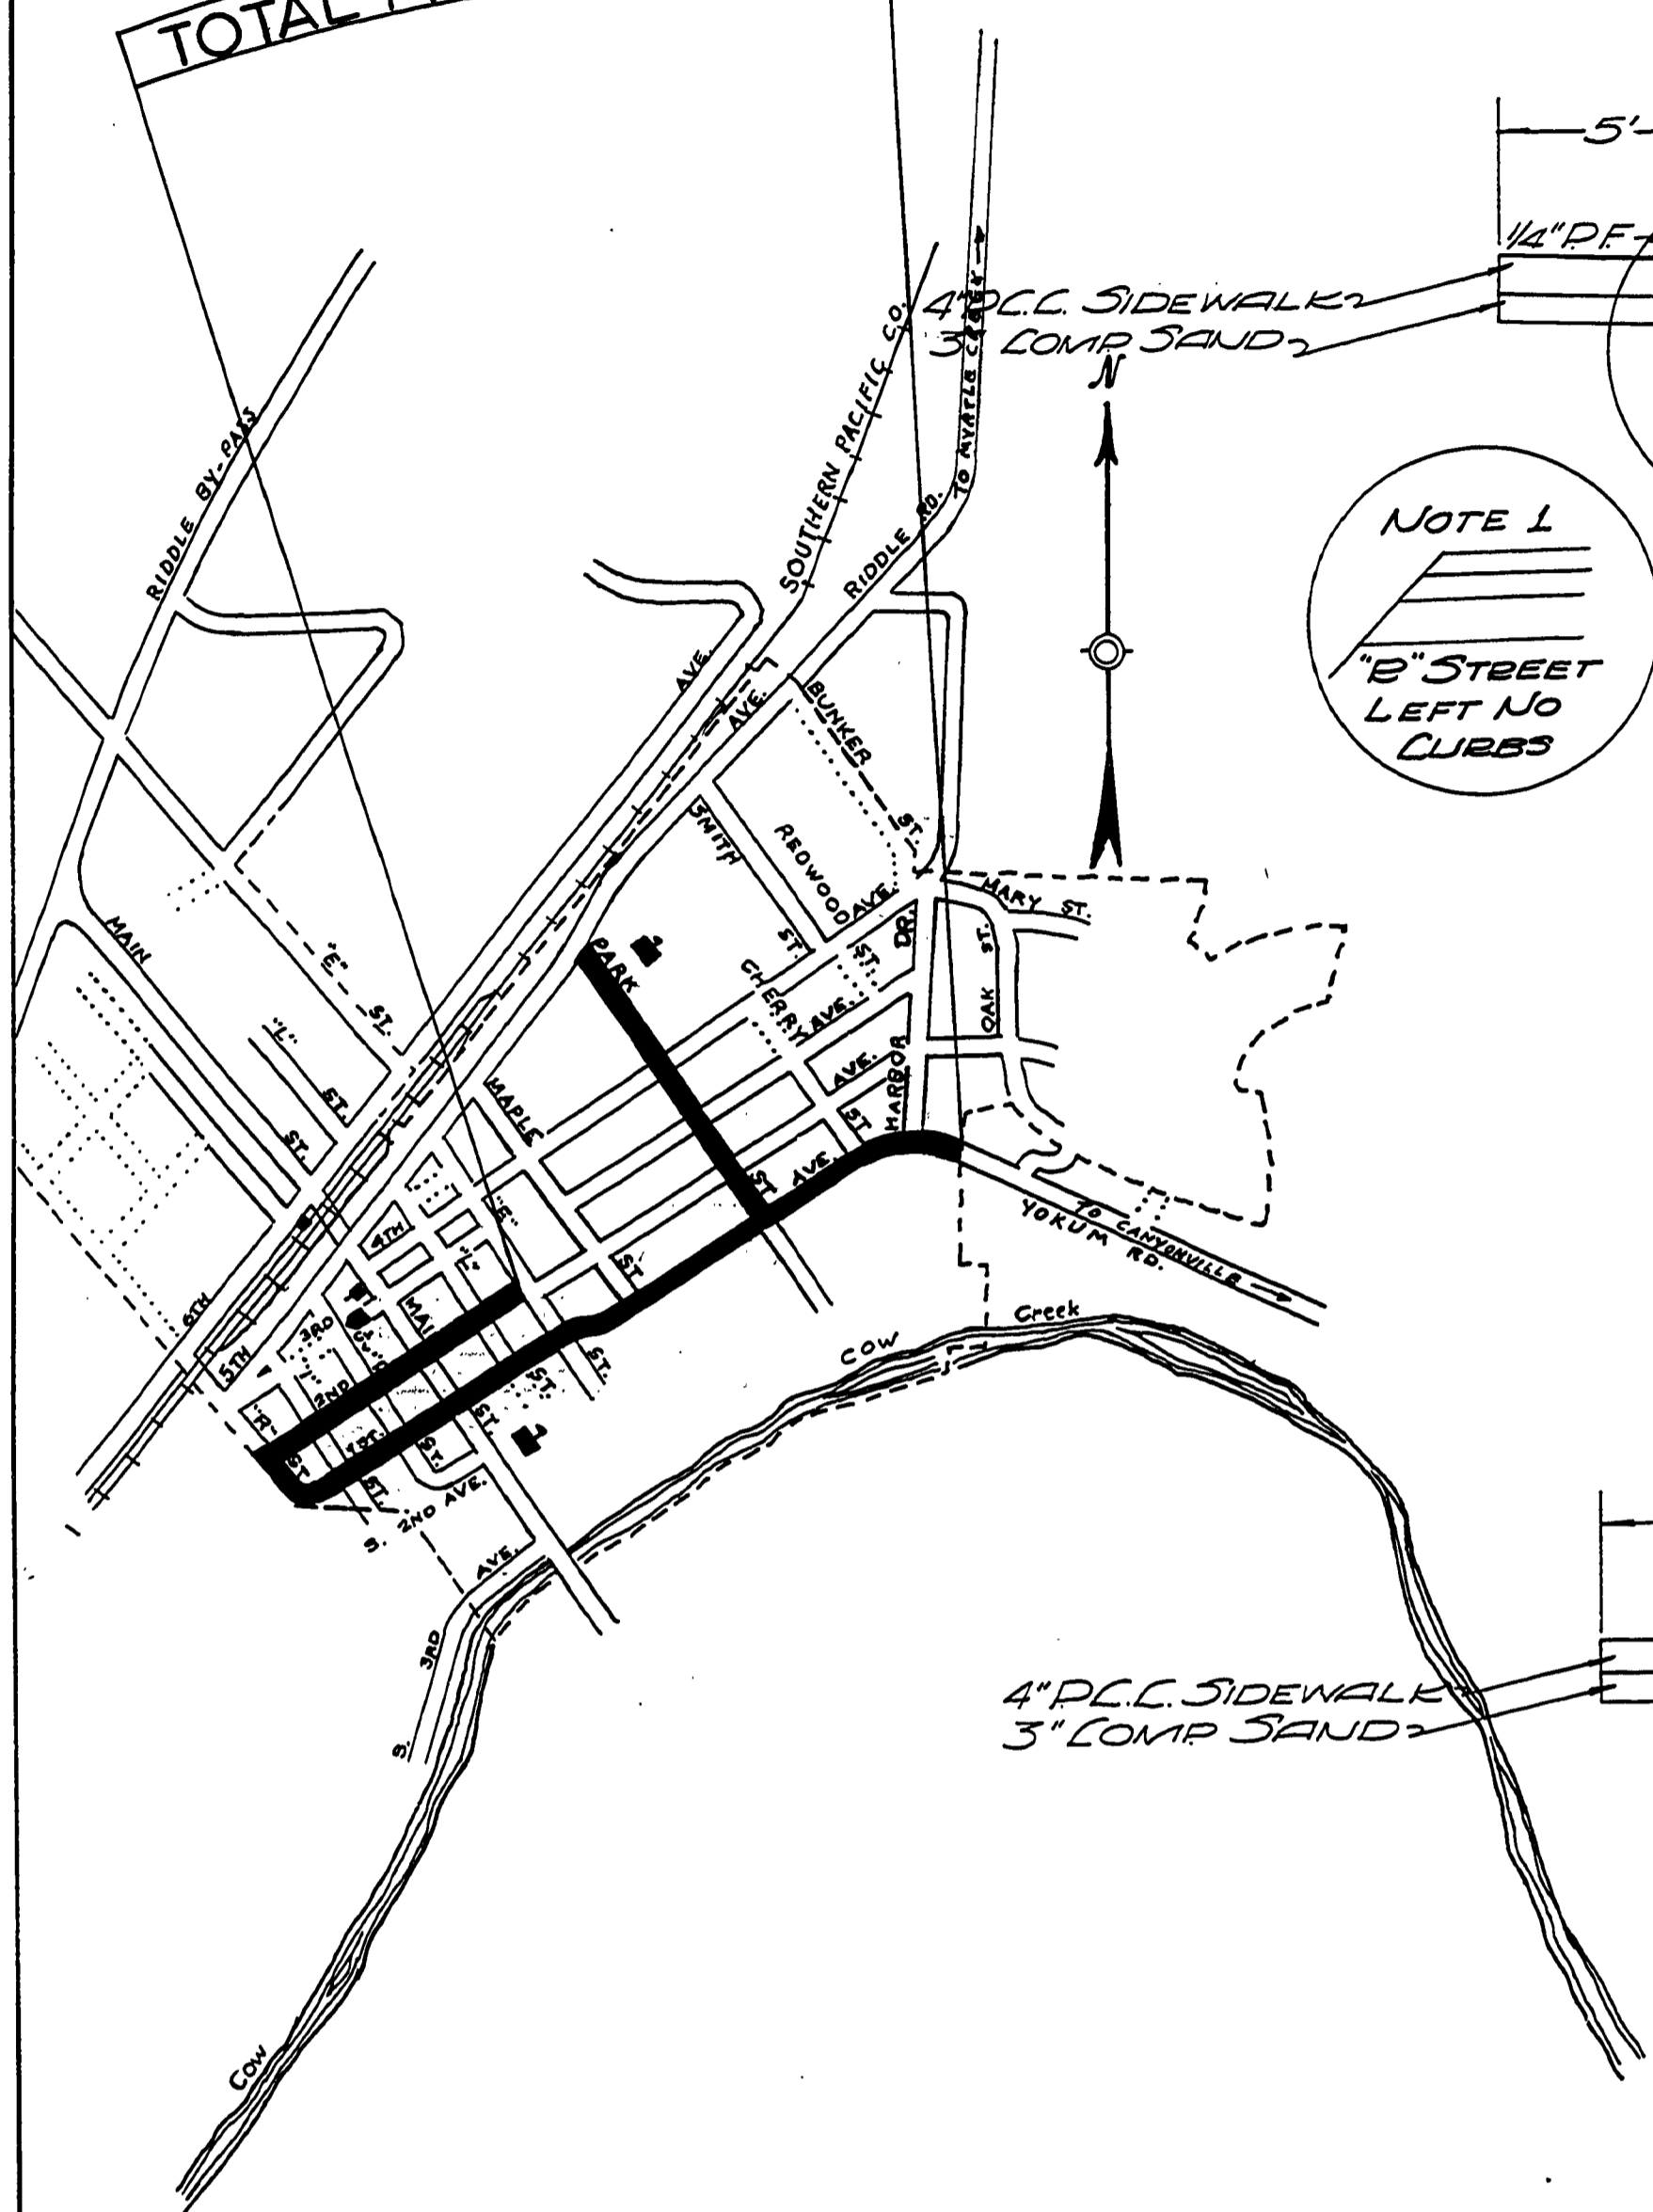 TOTAL
5'-
1/4" P.F.
4" P.C.C. SIDEWALK
3" COMP. SAND
N
NOTE 1
"R" STREET
LEFT NO
CURBS
RIDDLE BY-PASS
SOUTHERN PACIFIC CO.
TO MYRTLE CREEK
RIDDLE RD.
AVE.
AVE.
BUNKER ST.
SMITH ST.
REDWOOD AVE.
MARY ST.
MAIN ST.
"E" ST.
"L" ST.
PARK ST
CHERRY AVE.
ST.
DR.
HARBOR
OAK ST.
MAPLE ST
AVE.
ST
AVE.
4TH
"E"
"L"
ST.
TO CANYONVILLE
YOKUM RD.
6TH
5TH
3RD
2ND
1ST.
"R" ST
ST.
ST.
ST.
ST.
S. 2ND AVE.
S. 3RD AVE.
COW Creek
4" P.C.C. SIDEWALK
3" COMP. SAND
COW